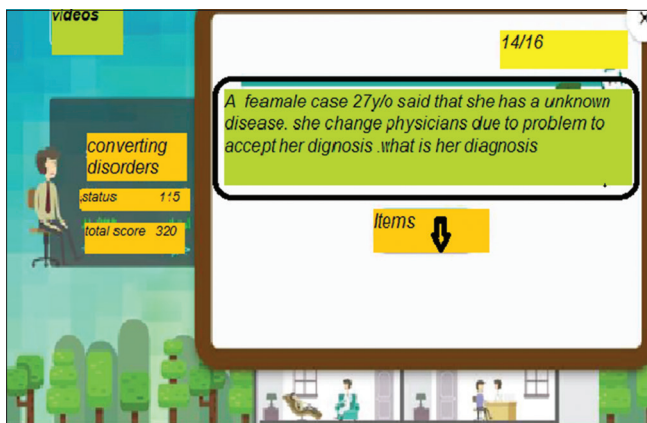 videos
14/16
A feamale case 27y/o said that she has a unknown
disease. she change physicians due to problem to
accept her dignosis .what is her diagnosis
converting
disorders
status 115
total score 320
Items